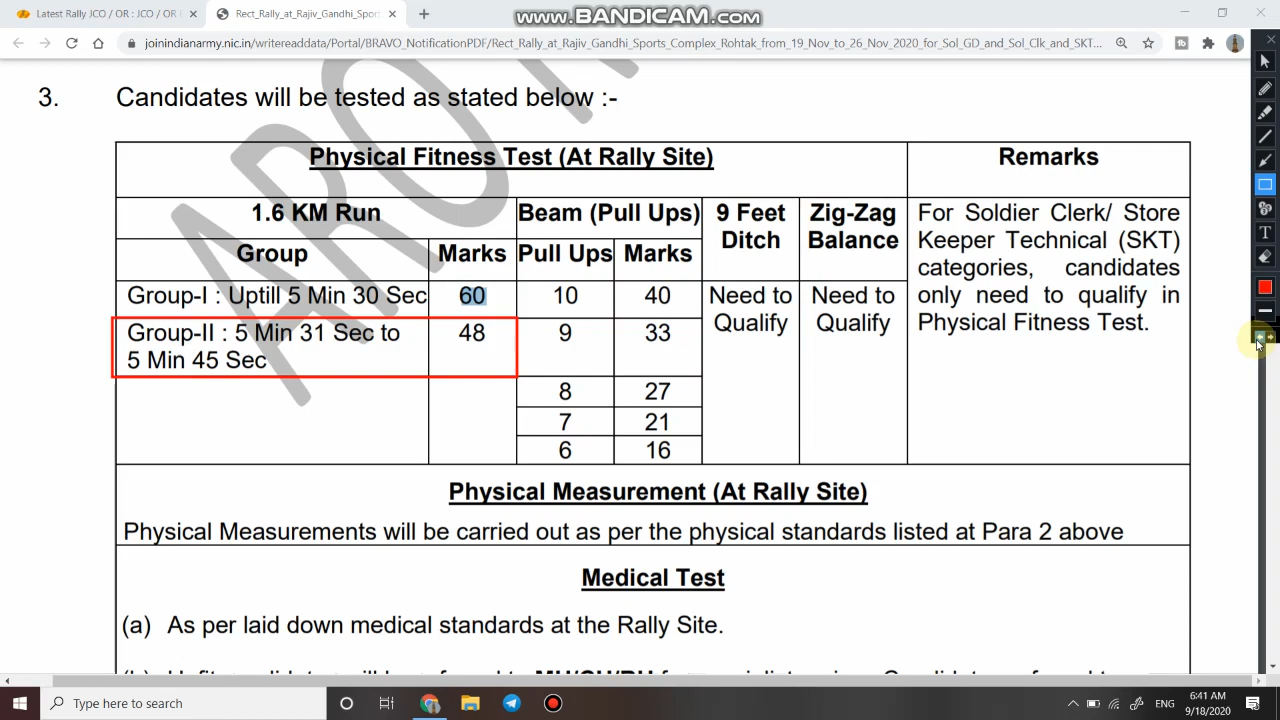 Latest Rally JCO / OR : JCO / OR
Rect_Rally_at_Rajiv_Gandhi_Spor
www.BANDICAM.com
joinindianarmy.nic.in/writereaddata/Portal/BRAVO_NotificationPDF/Rect_Rally_at_Rajiv_Gandhi_Sports_Complex_Rohtak_from_19_Nov_to_26_Nov_2020_for_Sol_GD_and_Sol_Clk_and_SKT...
3. Candidates will be tested as stated below :-
Physical Fitness Test (At Rally Site) Remarks
1.6 KM Run Beam (Pull Ups) 9 Feet Ditch Zig-Zag Balance
Group Marks Pull Ups Marks
Group-I : Uptill 5 Min 30 Sec 60 10 40 Need to Qualify Need to Qualify
Group-II : 5 Min 31 Sec to 48 9 33
5 Min 45 Sec
8 27
7 21
6 16
For Soldier Clerk/ Store
Keeper Technical (SKT)
categories, candidates
only need to qualify in
Physical Fitness Test.
Physical Measurement (At Rally Site)
Physical Measurements will be carried out as per the physical standards listed at Para 2 above
Medical Test
(a) As per laid down medical standards at the Rally Site.
ARO
Type here to search
ENG
6:41 AM
9/18/2020